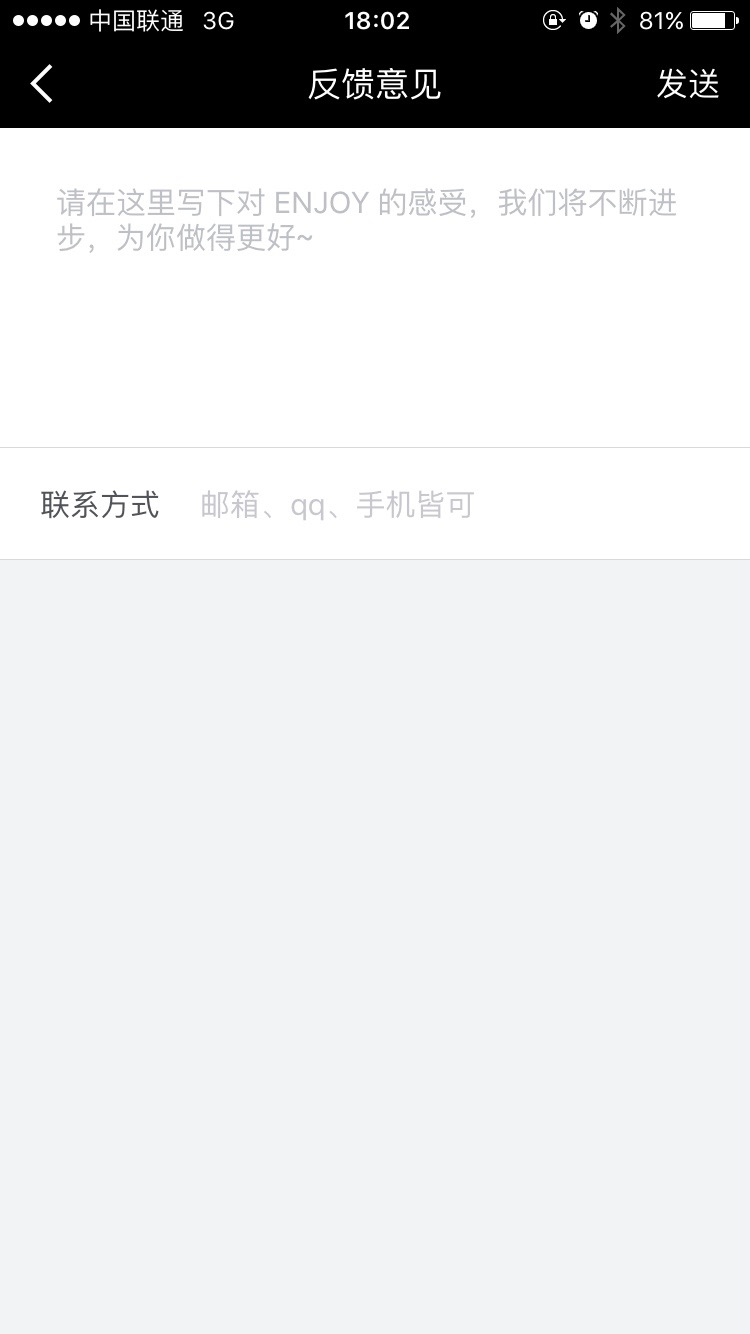 中国联通 3G 18:02 81%
反馈意见 发送
请在这里写下对 ENJOY 的感受，我们将不断进
步，为你做得更好~
联系方式 邮箱、qq、手机皆可